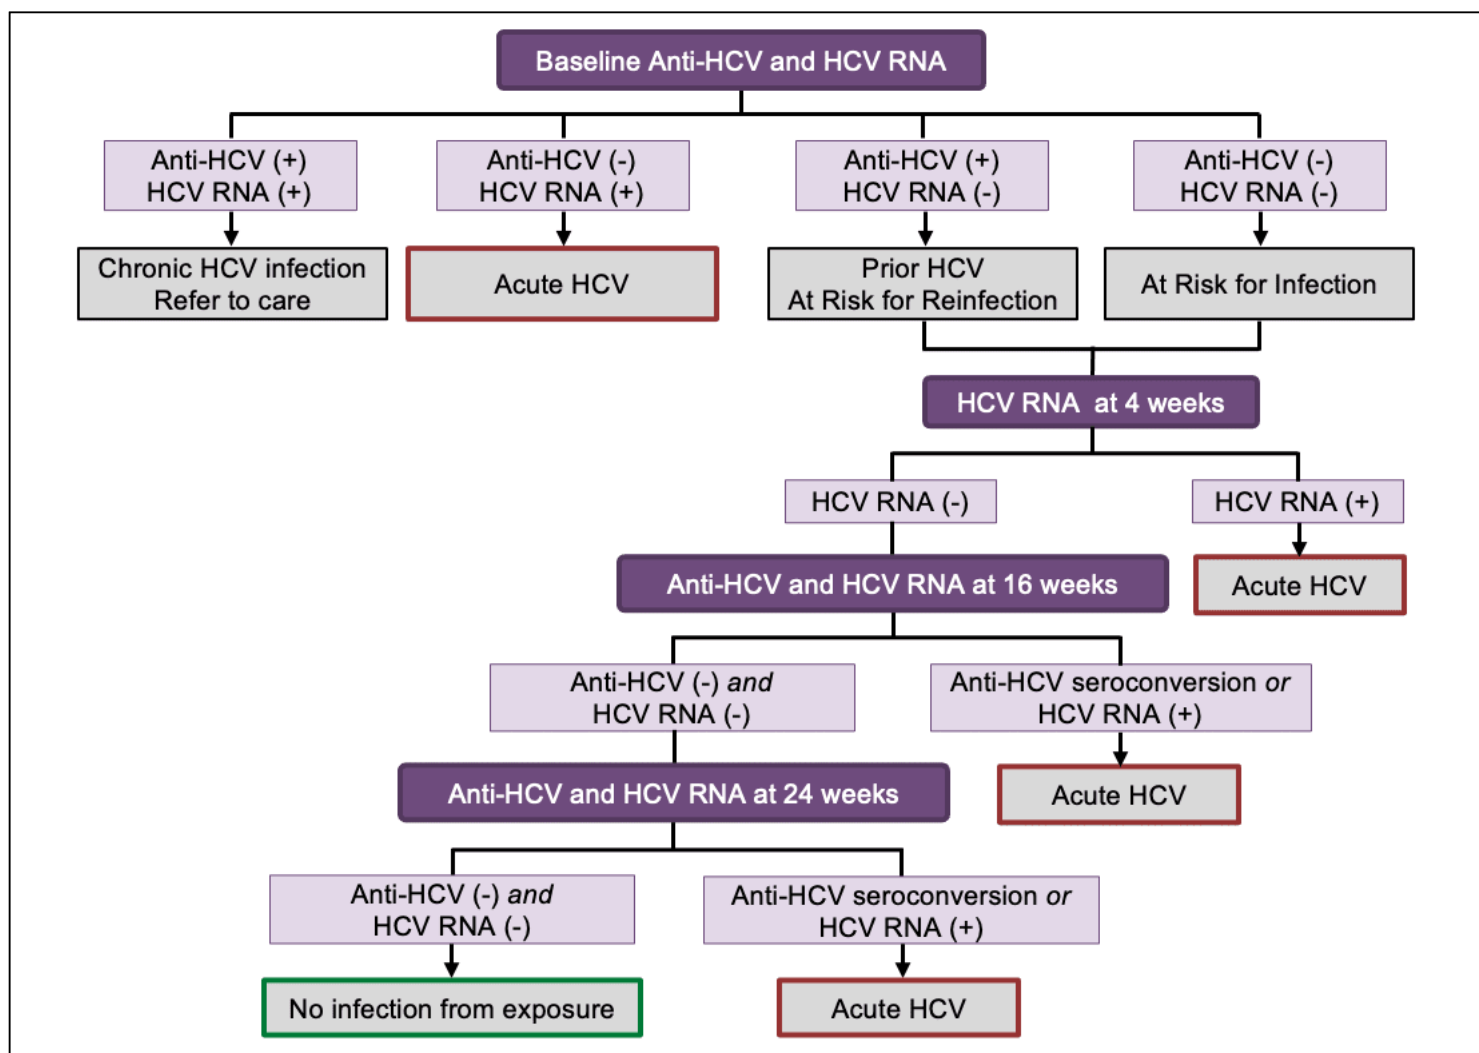 Baseline Anti-HCV and HCV RNA
Anti-HCV (+)
HCV RNA (+)
Anti-HCV (-)
HCV RNA (+)
Anti-HCV (+)
HCV RNA (-)
Anti-HCV (-)
HCV RNA (-)
Chronic HCV infection
Refer to care
Acute HCV
Prior HCV
At Risk for Reinfection
At Risk for Infection
HCV RNA at 4 weeks
HCV RNA (-)
HCV RNA (+)
Anti-HCV and HCV RNA at 16 weeks
Acute HCV
Anti-HCV (-) and
HCV RNA (-)
Anti-HCV seroconversion or
HCV RNA (+)
Anti-HCV and HCV RNA at 24 weeks
Acute HCV
Anti-HCV (-) and
HCV RNA (-)
Anti-HCV seroconversion or
HCV RNA (+)
No infection from exposure
Acute HCV